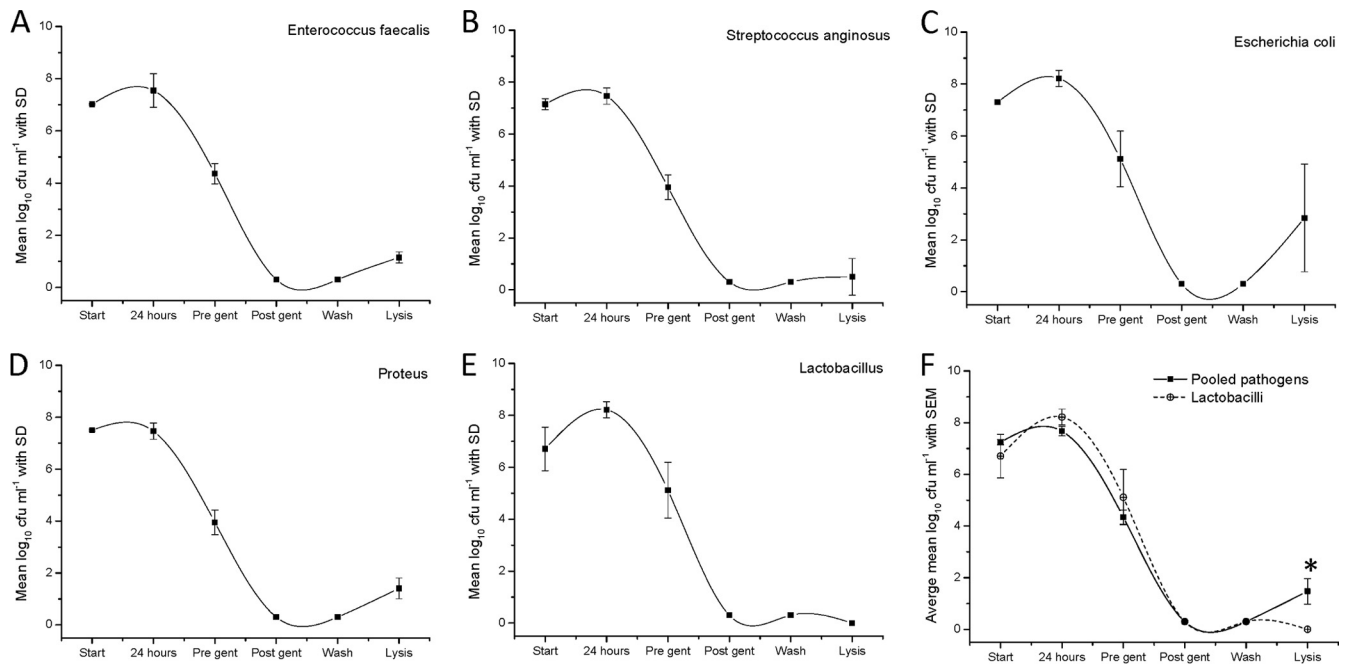 A
Enterococcus faecalis
Mean log10 cfu ml-1 with SD
10
8
6
4
2
0
Start 24 hours Pre gent Post gent Wash Lysis
B
Streptococcus anginosus
Mean log10 cfu ml-1 with SD
10
8
6
4
2
0
Start 24 hours Pre gent Post gent Wash Lysis
C
Escherichia coli
Mean log10 cfu ml-1 with SD
10
8
6
4
2
0
Start 24 hours Pre gent Post gent Wash Lysis
D
Proteus
Mean log10 cfu ml-1 with SD
10
8
6
4
2
0
Start 24 hours Pre gent Post gent Wash Lysis
E
Lactobacillus
Mean log10 cfu ml-1 with SD
10
8
6
4
2
0
Start 24 hours Pre gent Post gent Wash Lysis
F
Pooled pathogens
Lactobacilli
Averge mean log10 cfu ml-1 with SEM
10
8
6
4
2
0
*
Start 24 hours Pre gent Post gent Wash Lysis